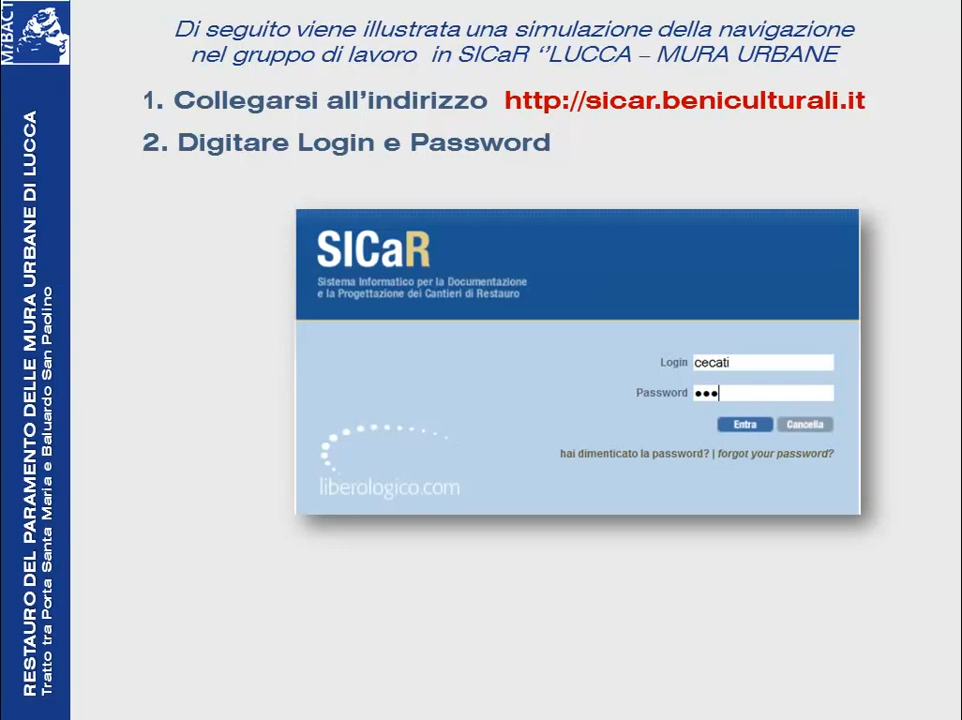 MiBACT
RESTAURO DEL PARAMENTO DELLE MURA URBANE DI LUCCA
Tratto tra Porta Santa Maria e Baluardo San Paolino
Di seguito viene illustrata una simulazione della navigazione
nel gruppo di lavoro in SICaR ‘’LUCCA – MURA URBANE
1. Collegarsi all’indirizzo http://sicar.beniculturali.it
2. Digitare Login e Password
SICaR
Sistema Informatico per la Documentazione
e la Progettazione dei Cantieri di Restauro
Login cecati
Password •••
Entra Cancella
hai dimenticato la password? | forgot your password?
liberologico.com